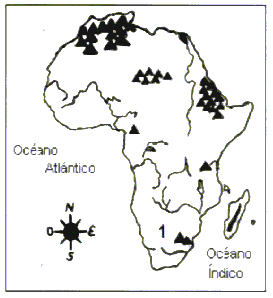 Océano
Atlántico
N
O E
S
1
Océano
Índico